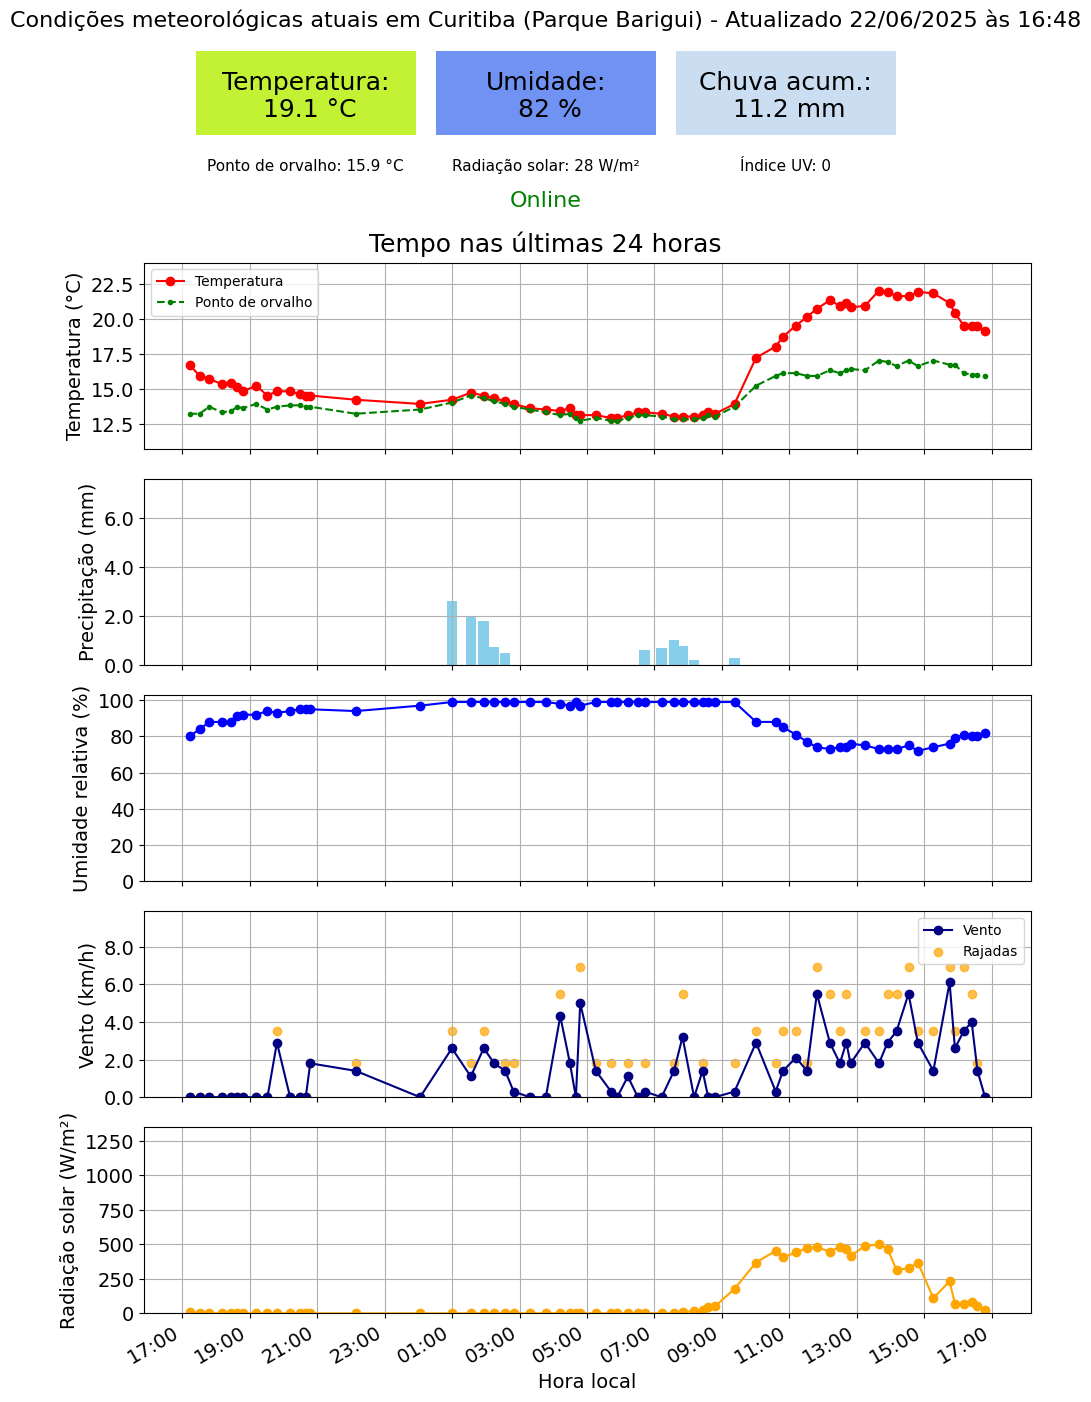 Condições meteorológicas atuais em Curitiba (Parque Barigui) - Atualizado 22/06/2025 às 16:48
Temperatura:
19.1 °C
Umidade:
82 %
Chuva acum.:
11.2 mm
Ponto de orvalho: 15.9 °C
Radiação solar: 28 W/m²
Índice UV: 0
Online
Tempo nas últimas 24 horas
Temperatura (°C)
22.5
20.0
17.5
15.0
12.5
Temperatura
Ponto de orvalho
Precipitação (mm)
6.0
4.0
2.0
0.0
Umidade relativa (%)
100
80
60
40
20
0
Vento (km/h)
8.0
6.0
4.0
2.0
0.0
Vento
Rajadas
Radiação solar (W/m²)
1250
1000
750
500
250
0
17:00
19:00
21:00
23:00
01:00
03:00
05:00
07:00
09:00
11:00
13:00
15:00
17:00
Hora local